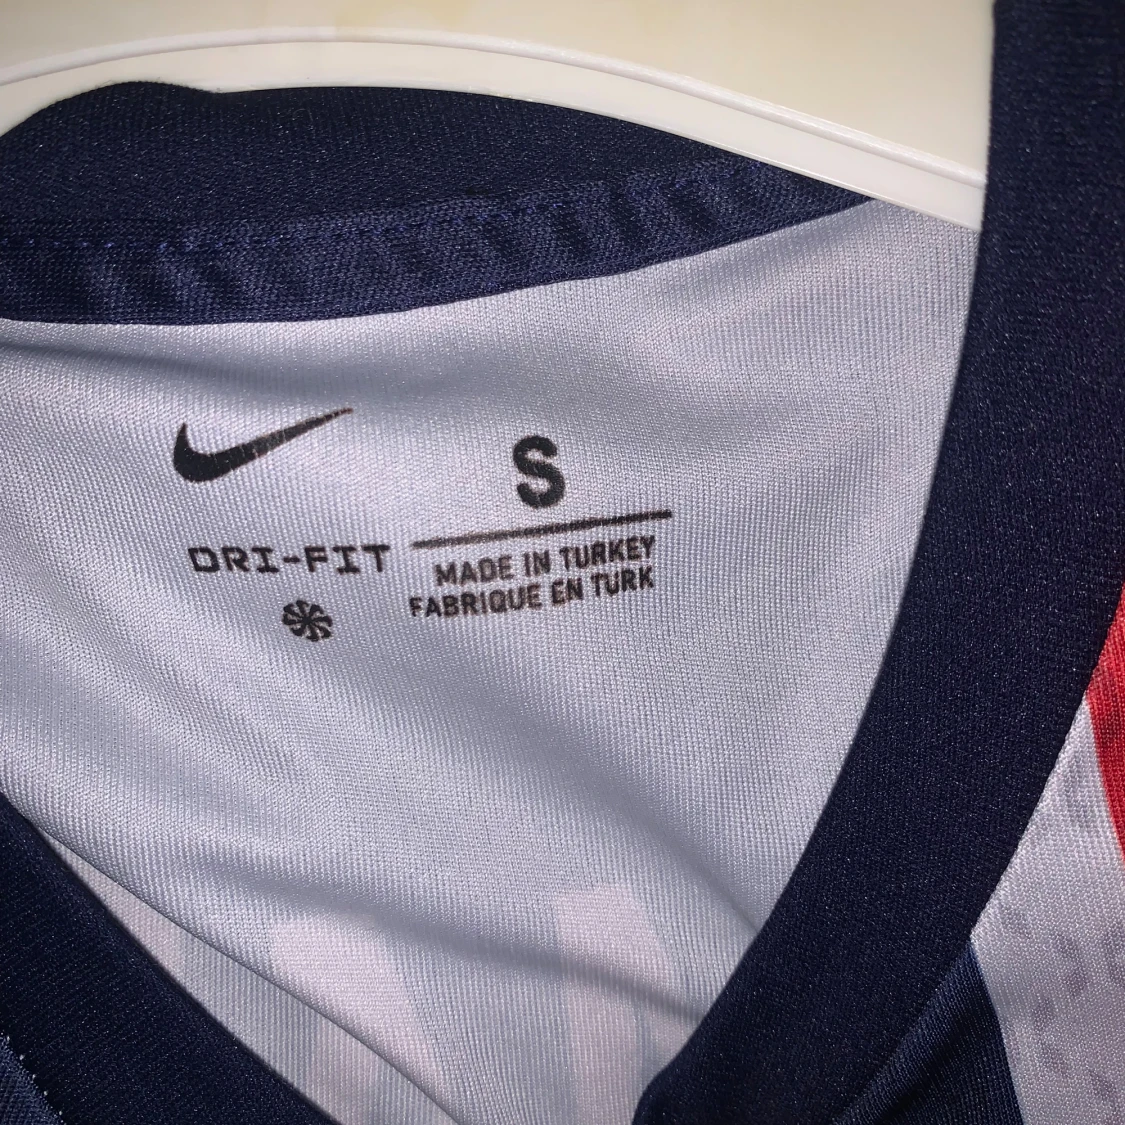 DRI-FIT
S
MADE IN TURKEY
FABRIQUE EN TURK